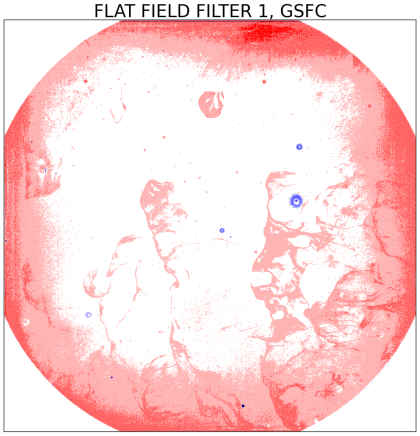 FLAT FIELD FILTER 1, GSFC